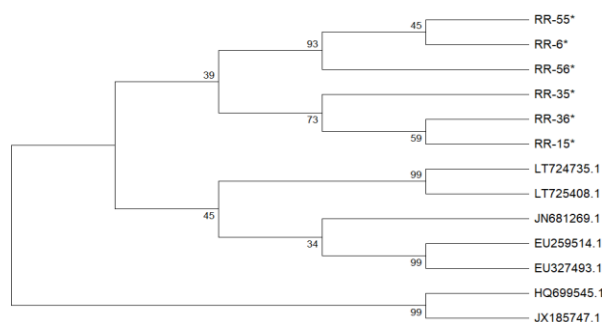 RR-55*
45
RR-6*
93
RR-56*
39
RR-35*
73
RR-36*
59
RR-15*
LT724735.1
99
LT725408.1
45
JN681269.1
34
EU259514.1
99
EU327493.1
HQ699545.1
99
JX185747.1